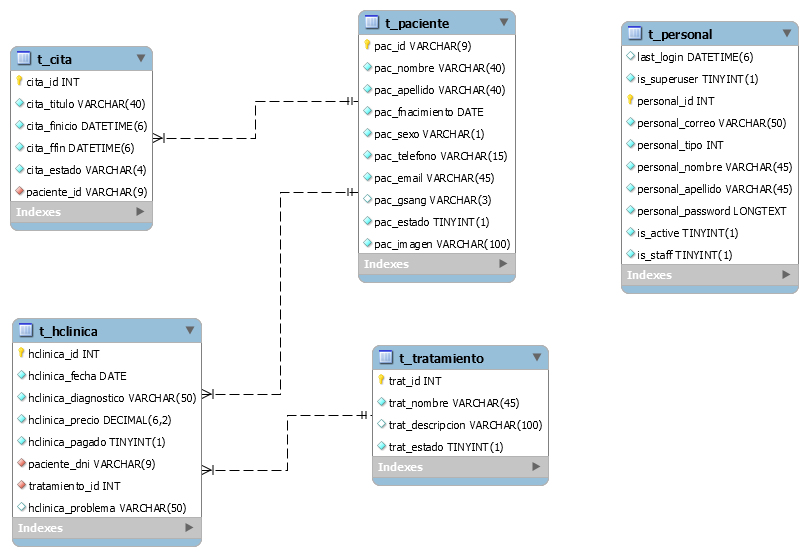 t_cita
cita_id INT
cita_titulo VARCHAR(40)
cita_finicio DATETIME(6)
cita_ffin DATETIME(6)
cita_estado VARCHAR(4)
paciente_id VARCHAR(9)
Indexes
t_paciente
pac_id VARCHAR(9)
pac_nombre VARCHAR(40)
pac_apellido VARCHAR(40)
pac_fnacimiento DATE
pac_sexo VARCHAR(1)
pac_telefono VARCHAR(15)
pac_email VARCHAR(45)
pac_gsang VARCHAR(3)
pac_estado TINYINT(1)
pac_imagen VARCHAR(100)
Indexes
t_personal
last_login DATETIME(6)
is_superuser TINYINT(1)
personal_id INT
personal_correo VARCHAR(50)
personal_tipo INT
personal_nombre VARCHAR(45)
personal_apellido VARCHAR(45)
personal_password LONGTEXT
is_active TINYINT(1)
is_staff TINYINT(1)
Indexes
t_hclinica
hclinica_id INT
hclinica_fecha DATE
hclinica_diagnostico VARCHAR(50)
hclinica_precio DECIMAL(6,2)
hclinica_pagado TINYINT(1)
paciente_dni VARCHAR(9)
tratamiento_id INT
hclinica_problema VARCHAR(50)
Indexes
t_tratamiento
trat_id INT
trat_nombre VARCHAR(45)
trat_descripcion VARCHAR(100)
trat_estado TINYINT(1)
Indexes